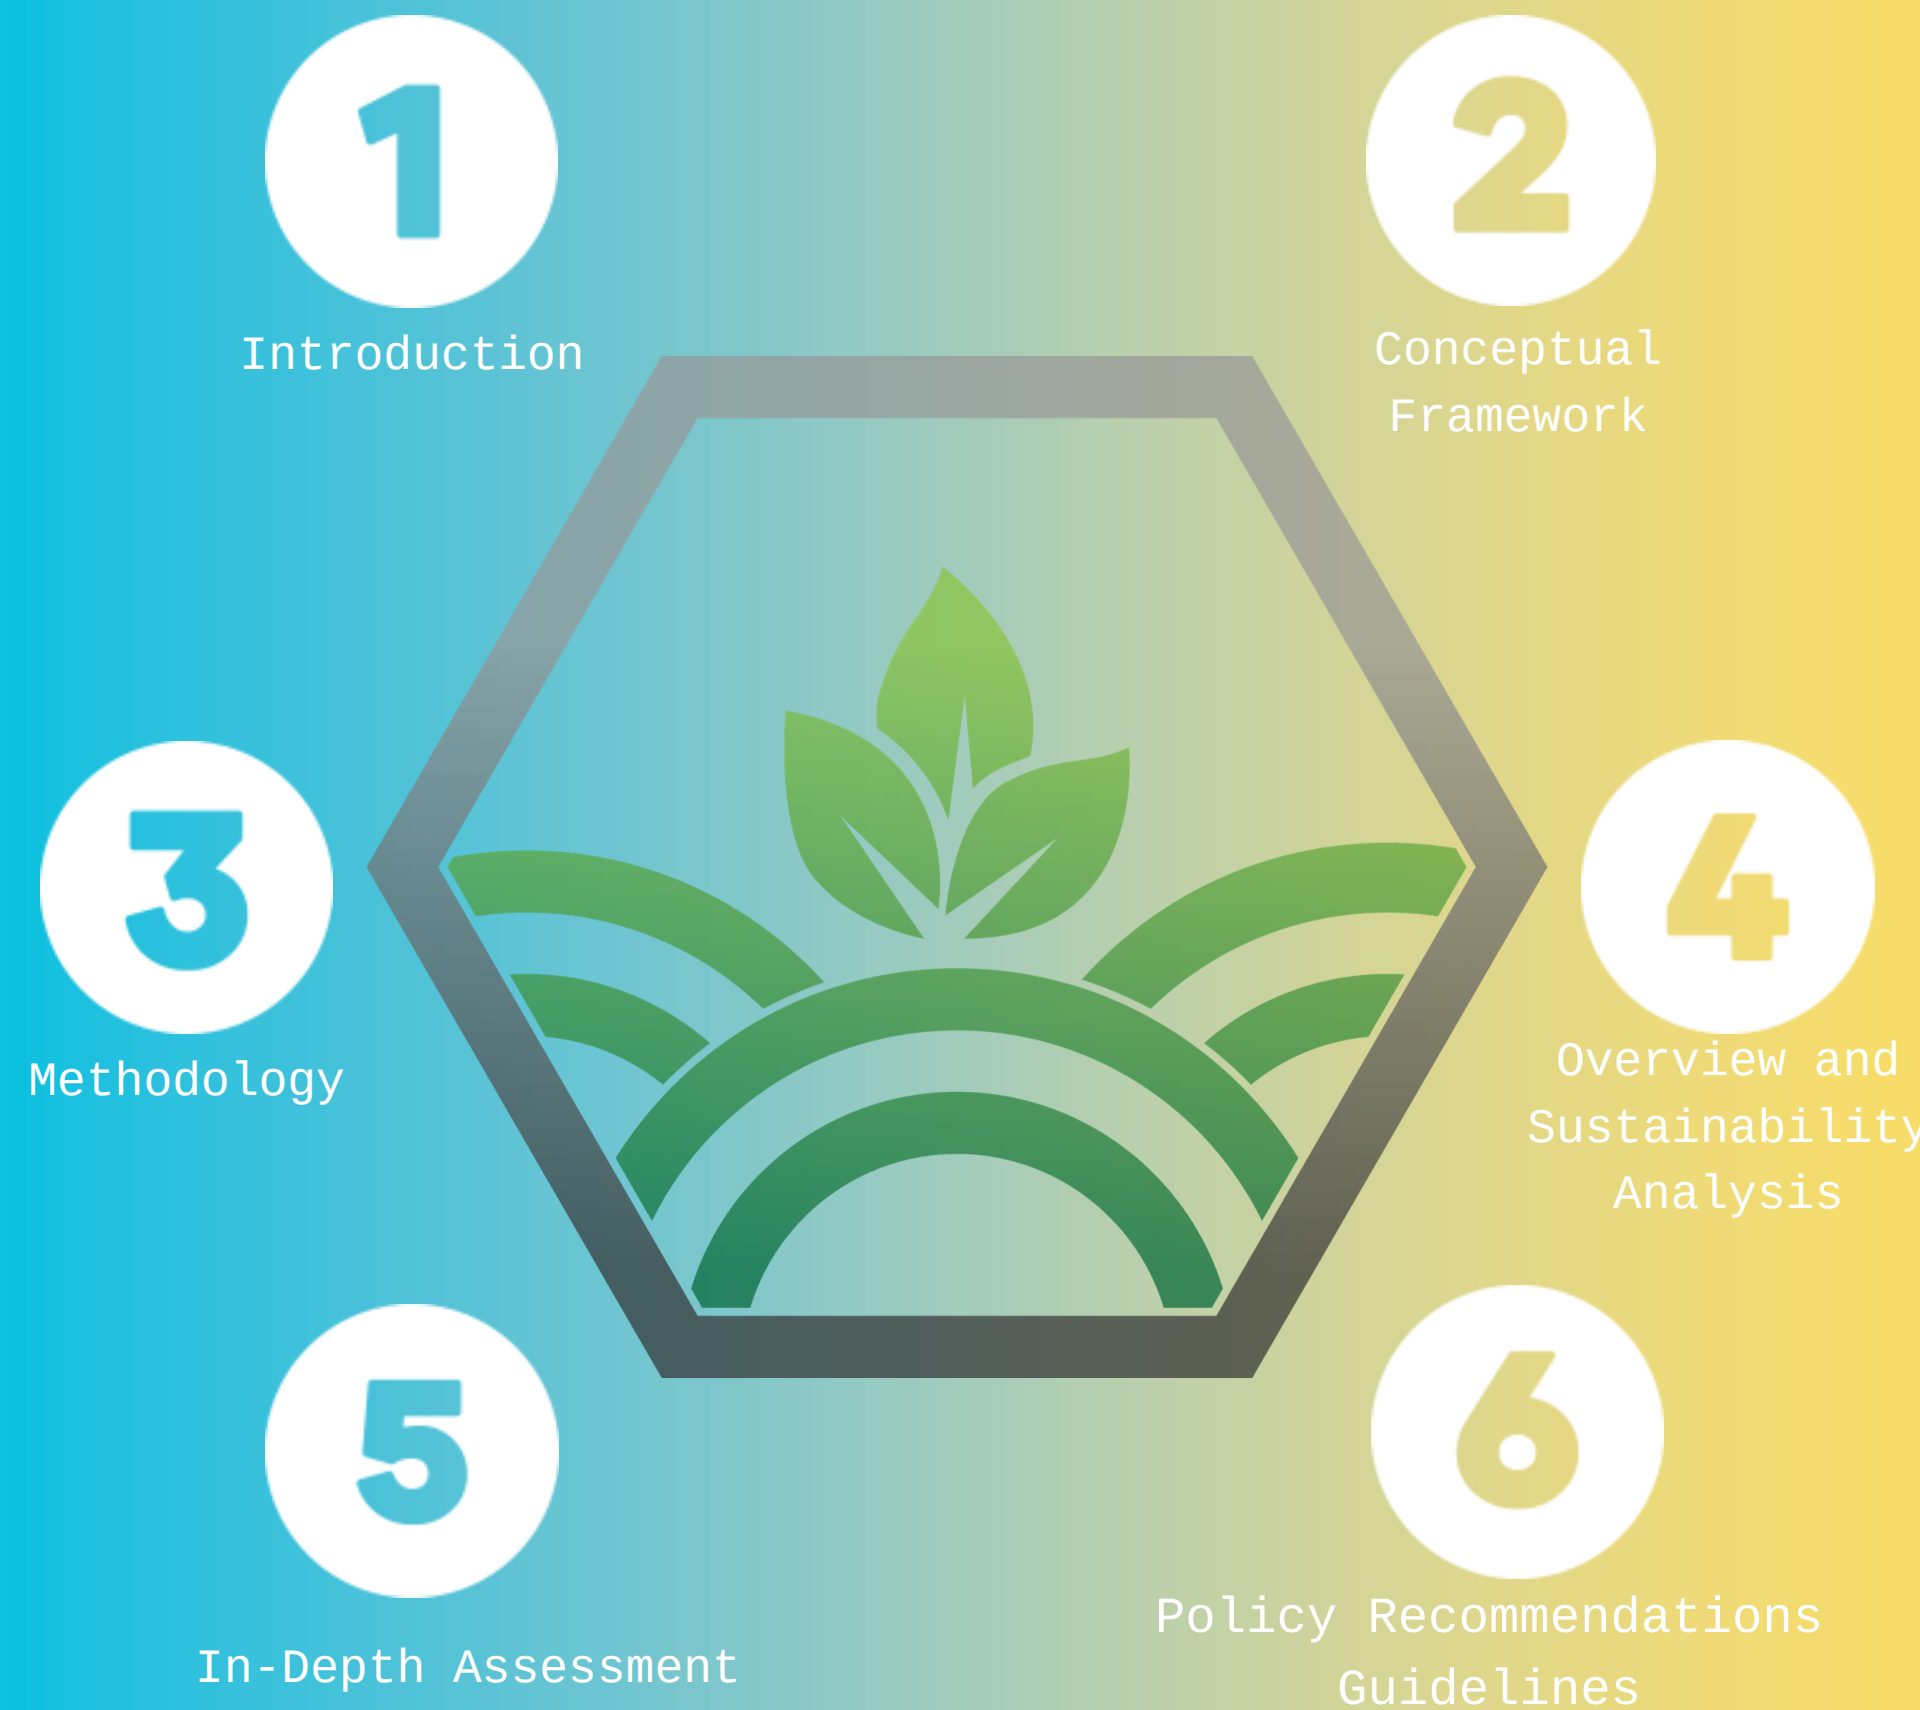 1
Introduction
2
Conceptual
Framework
3
Methodology
4
Overview and
Sustainability
Analysis
5
In-Depth Assessment
6
Policy Recommendations
Guidelines